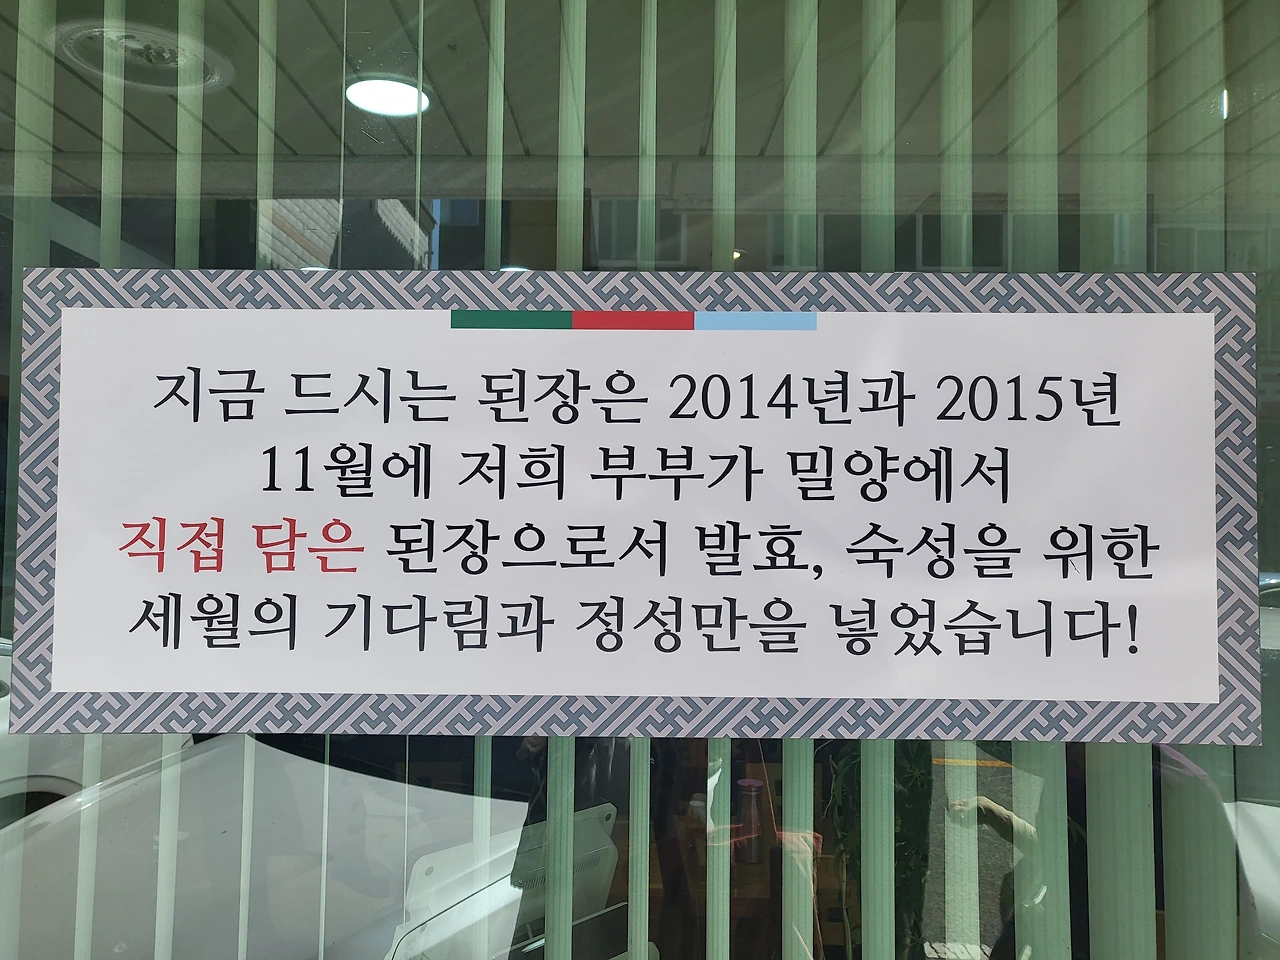 지금 드시는 된장은 2014년과 2015년
11월에 저희 부부가 밀양에서
직접 담은 된장으로서 발효, 숙성을 위한
세월의 기다림과 정성만을 넣었습니다!